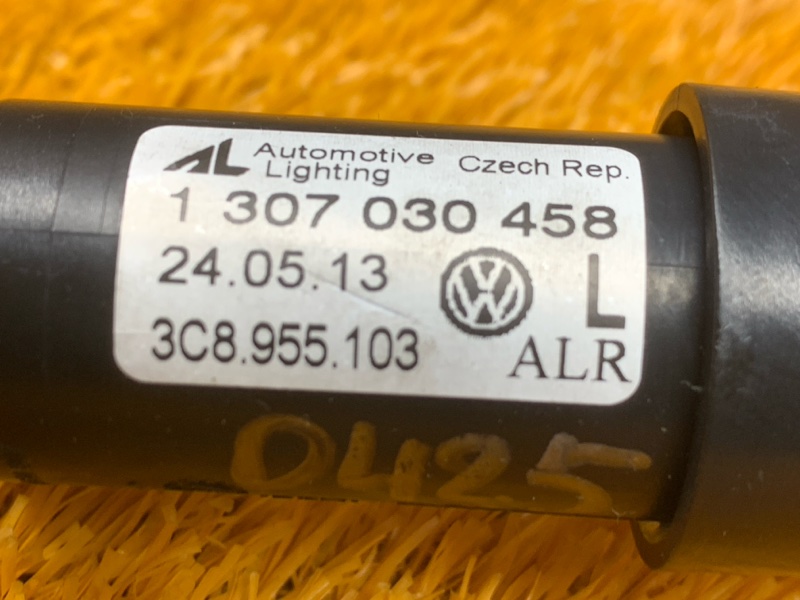 AL Automotive Lighting Czech Rep.
1 307 030 458
24.05.13 L
3C8.955.103 ALR
0425